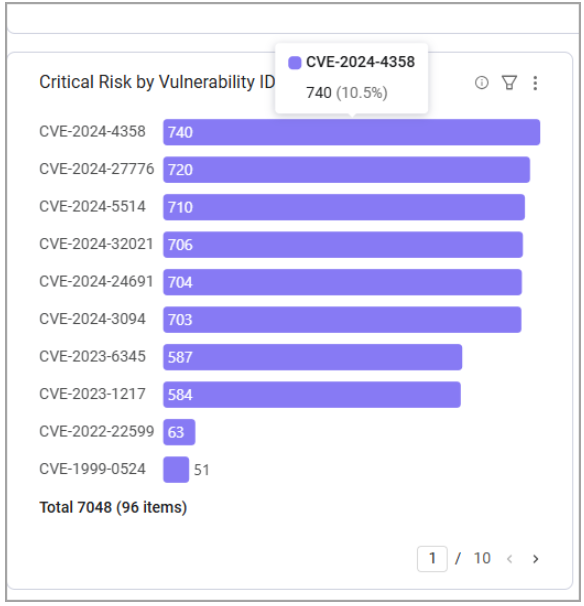 CVE-2024-4358
740 (10.5%)
Critical Risk by Vulnerability ID
CVE-2024-4358 740
CVE-2024-27776 720
CVE-2024-5514 710
CVE-2024-32021 706
CVE-2024-24691 704
CVE-2024-3094 703
CVE-2023-6345 587
CVE-2023-1217 584
CVE-2022-22599 63
CVE-1999-0524 51
Total 7048 (96 items)
1 / 10 < >